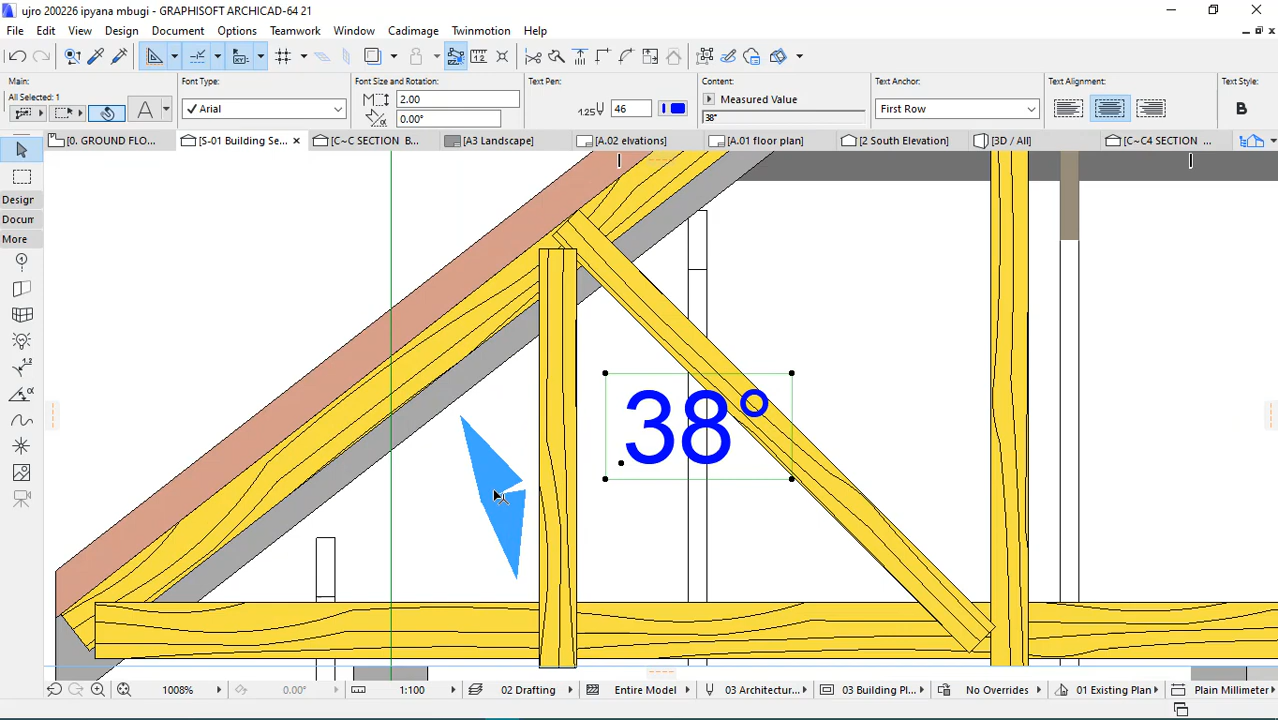 ujro 200226 ipyana mbugi - GRAPHISOFT ARCHICAD-64 21
File Edit View Design Document Options Teamwork Window Cadimage Twinmotion Help
Main: Font Type: Font Size and Rotation: Text Pen: Content: Text Anchor: Text Alignment: Text Style:
All Selected: 1
Arial
2.00
0.00°
1.25
46
Measured Value
38°
First Row
A
B
[0. GROUND FLO... [S-01 Building Se... [C~C SECTION B... [A3 Landscape] [A.02 elvations] [A.01 floor plan] [2 South Elevation] [3D / All] [C~C4 SECTION ...
Design
Docum
More
1.2
38°
1008% 0.00° 1:100 02 Drafting Entire Model 03 Architectur... 03 Building Pl... No Overrides 01 Existing Plan Plain Millimeter